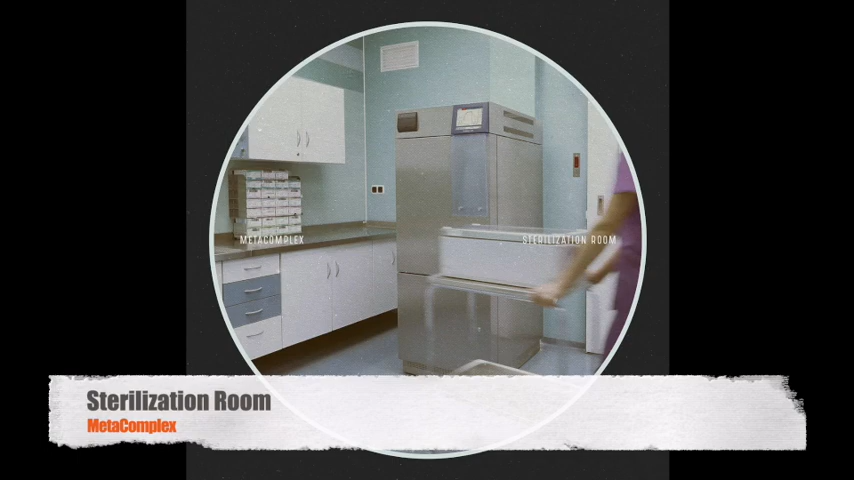 METACOMPLEX
STERILIZATION ROOM
Sterilization Room
MetaComplex